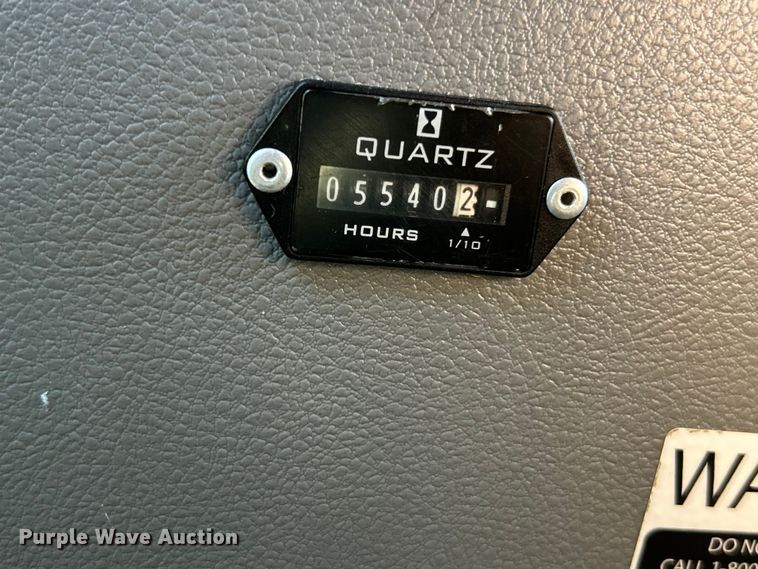 QUARTZ
055402
HOURS
1/10
WA
DO NO
CALL 1-800
Purple Wave Auction